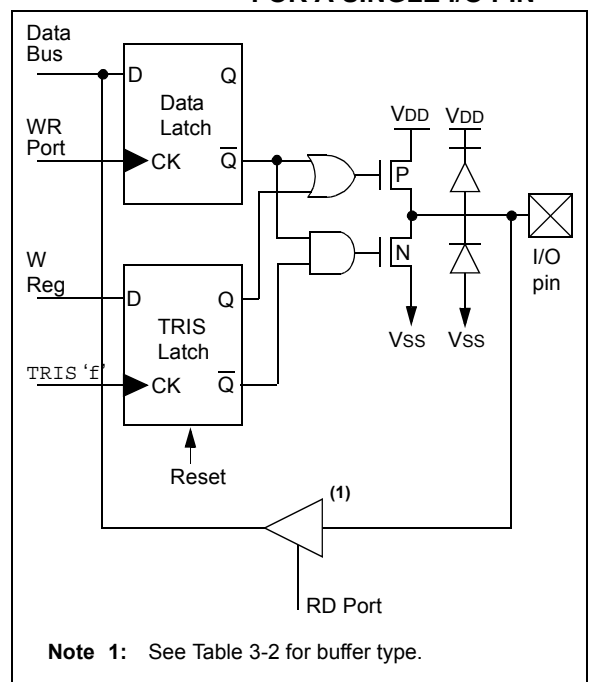 FOR A SINGLE I/O PIN
Data
Bus
D
Q
Data
Latch
WR
Port
CK
Q
VDD
VDD
P
N
I/O
pin
W
Reg
D
Q
TRIS
Latch
VSS
VSS
TRIS ‘f’
CK
Q
Reset
(1)
RD Port
Note 1: See Table 3-2 for buffer type.